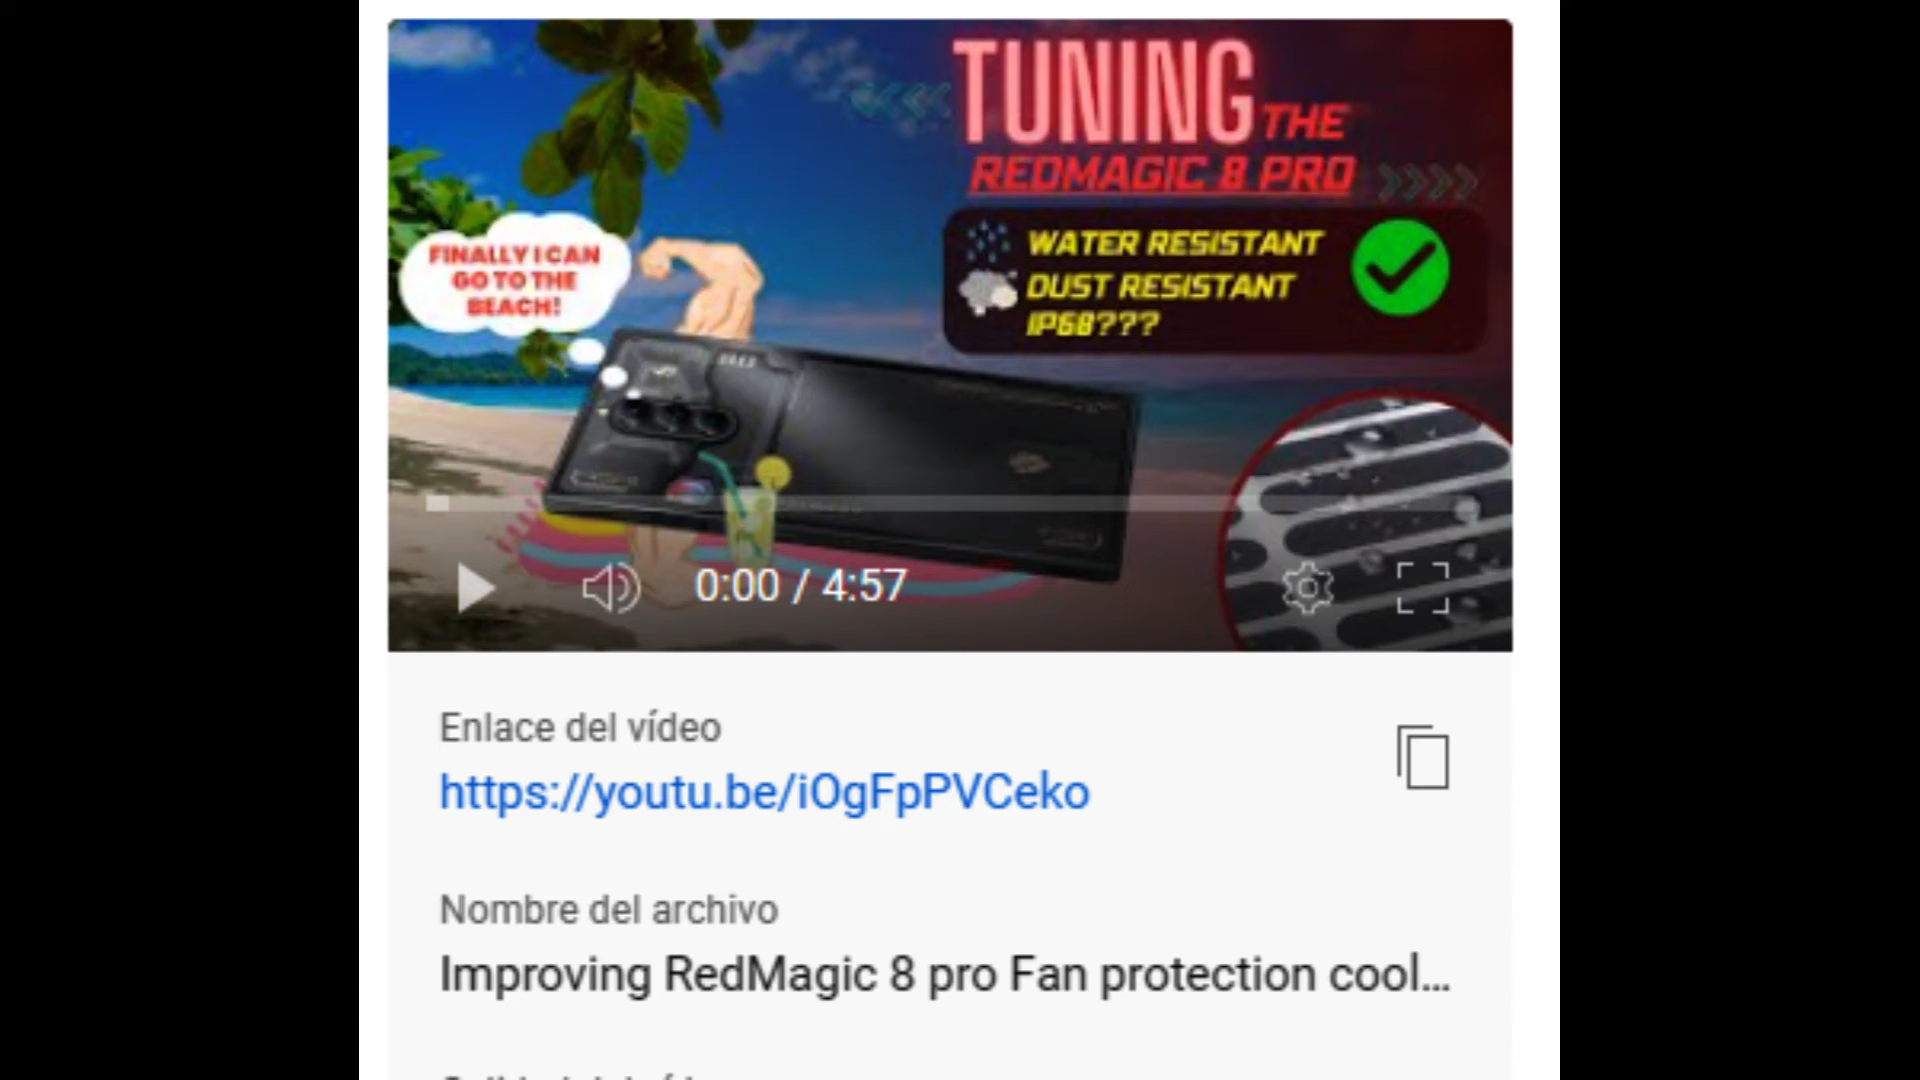 TUNING THE
REDMAGIC 8 PRO
FINALLY I CAN
GO TO THE
BEACH!
WATER RESISTANT
DUST RESISTANT
IP68???
0:00 / 4:57
Enlace del vídeo
https://youtu.be/iOgFpPVCeko
Nombre del archivo
Improving RedMagic 8 pro Fan protection cool...